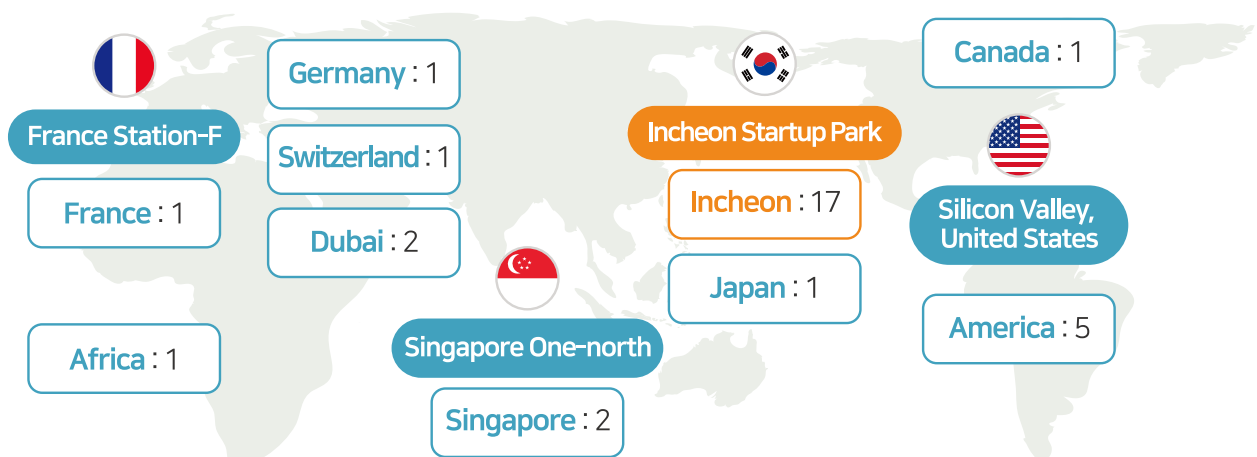 France Station-F
France : 1
Africa : 1
Germany : 1
Switzerland : 1
Dubai : 2
Singapore One-north
Singapore : 2
Incheon Startup Park
Incheon : 17
Japan : 1
Canada : 1
Silicon Valley,
United States
America : 5